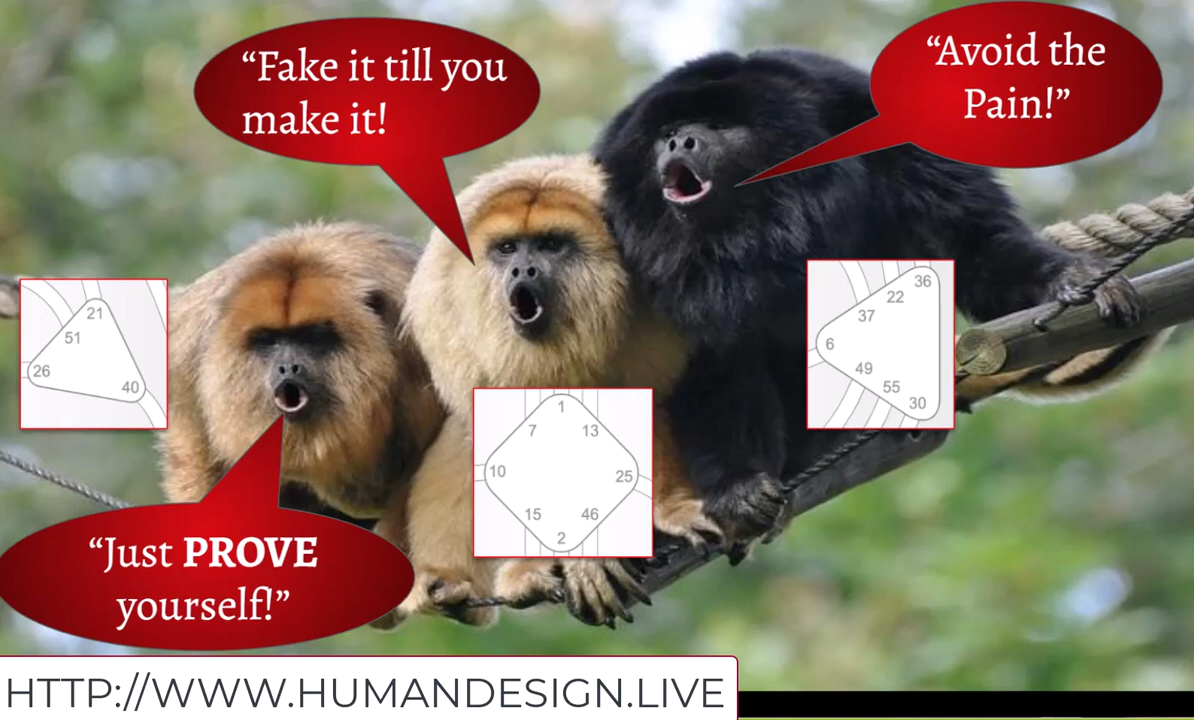 “Fake it till you
make it!
“Avoid the
Pain!”
21
51
26
40
1
7
13
10
25
15
46
2
36
22
37
6
49
55
30
“Just PROVE
yourself!”
HTTP://WWW.HUMANDESIGN.LIVE